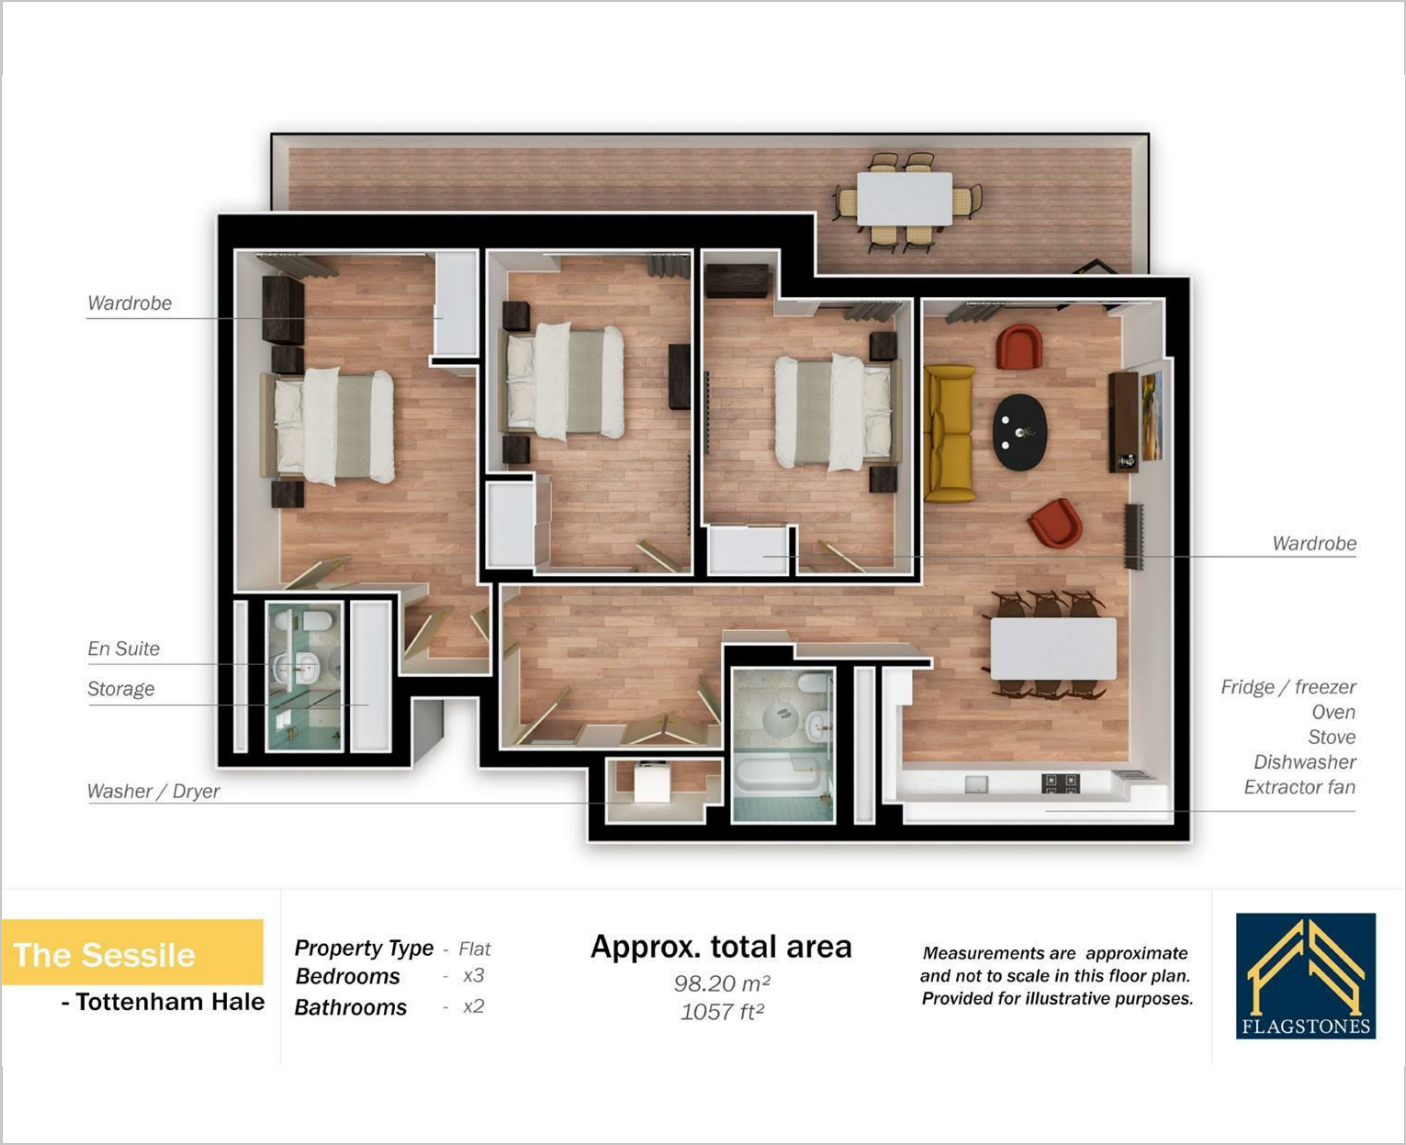 Wardrobe
Wardrobe
En Suite
Storage
Fridge / freezer
Oven
Stove
Dishwasher
Extractor fan
Washer / Dryer
The Sessile
- Tottenham Hale
Property Type - Flat
Bedrooms - x3
Bathrooms - x2
Approx. total area
98.20 m²
1057 ft²
Measurements are approximate
and not to scale in this floor plan.
Provided for illustrative purposes.
FLAGSTONES